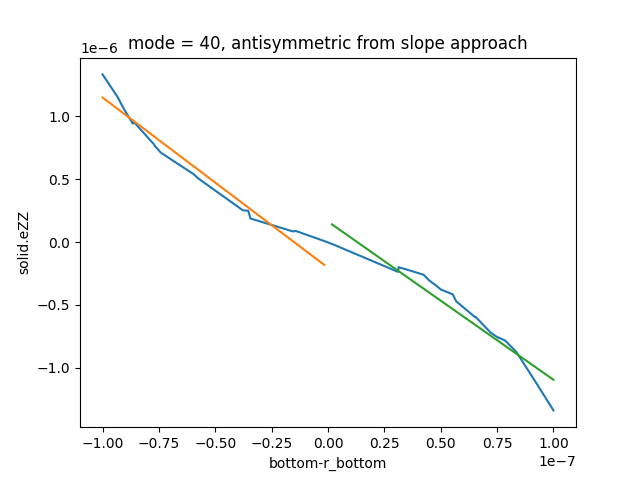 1e−6
mode = 40, antisymmetric from slope approach
1.0
0.5
0.0
−0.5
−1.0
solid.eZZ
−1.00 −0.75 −0.50 −0.25 0.00 0.25 0.50 0.75 1.00
bottom-r_bottom
1e−7